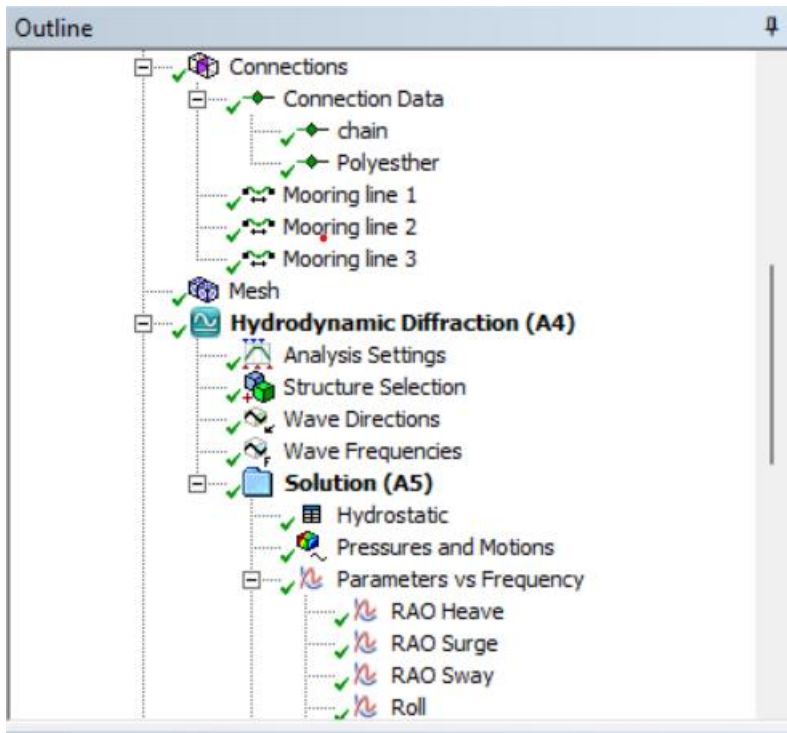 Outline
Connections
Connection Data
chain
Polyesther
Mooring line 1
Mooring line 2
Mooring line 3
Mesh
Hydrodynamic Diffraction (A4)
Analysis Settings
Structure Selection
Wave Directions
Wave Frequencies
Solution (A5)
Hydrostatic
Pressures and Motions
Parameters vs Frequency
RAO Heave
RAO Surge
RAO Sway
Roll